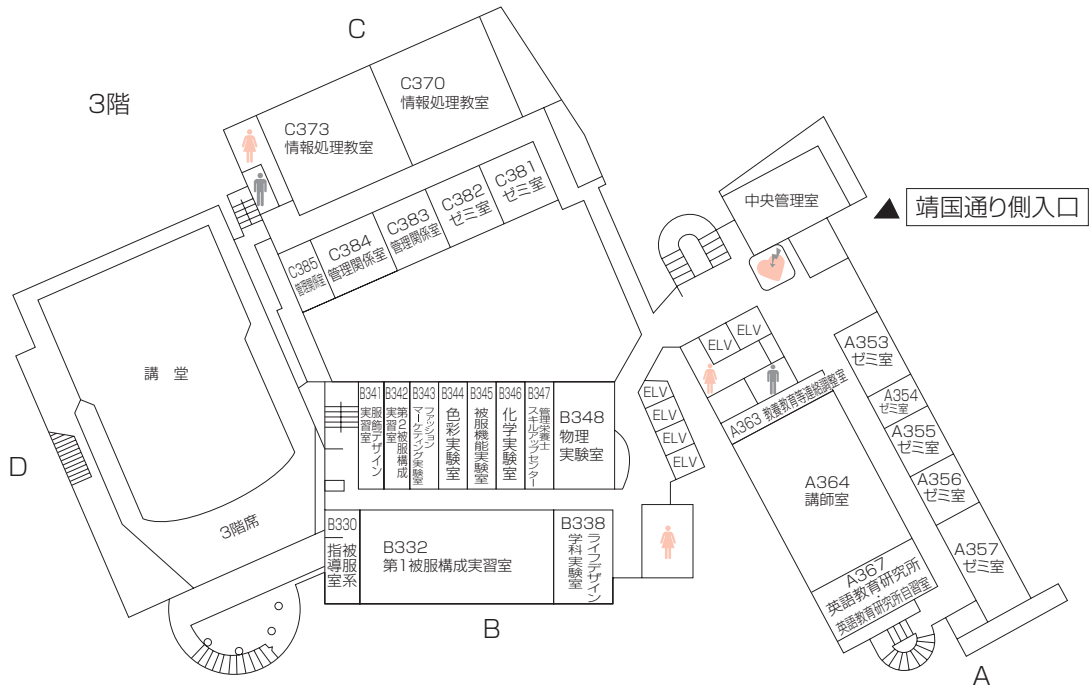 C
3階
C370
情報処理教室
C373
情報処理教室
C381
ゼミ室
C382
ゼミ室
C383
管理関係室
C384
管理関係室
C385
管理関係室
中央管理室
▲ 靖国通り側入口
講 堂
3階席
D
ELV
ELV
ELV
ELV
ELV
ELV
A353
ゼミ室
A354
ゼミ室
A355
ゼミ室
A356
ゼミ室
A357
ゼミ室
A363 教養教育等連絡調整室
A364
講師室
A367
英語教育研究所
英語教育研究所自習室
A
B341
服飾デザイン
実習室
B342
第2被服構成
実習室
B343
ファッション
マーケティング実験室
B344
色彩実験室
B345
被服機能実験室
B346
化学実験室
B347
管理栄養士
スキルアップセンター
B348
物理
実験室
B330
被服系
指導室
B332
第1被服構成実習室
B338
ライフデザイン
学科実験室
B